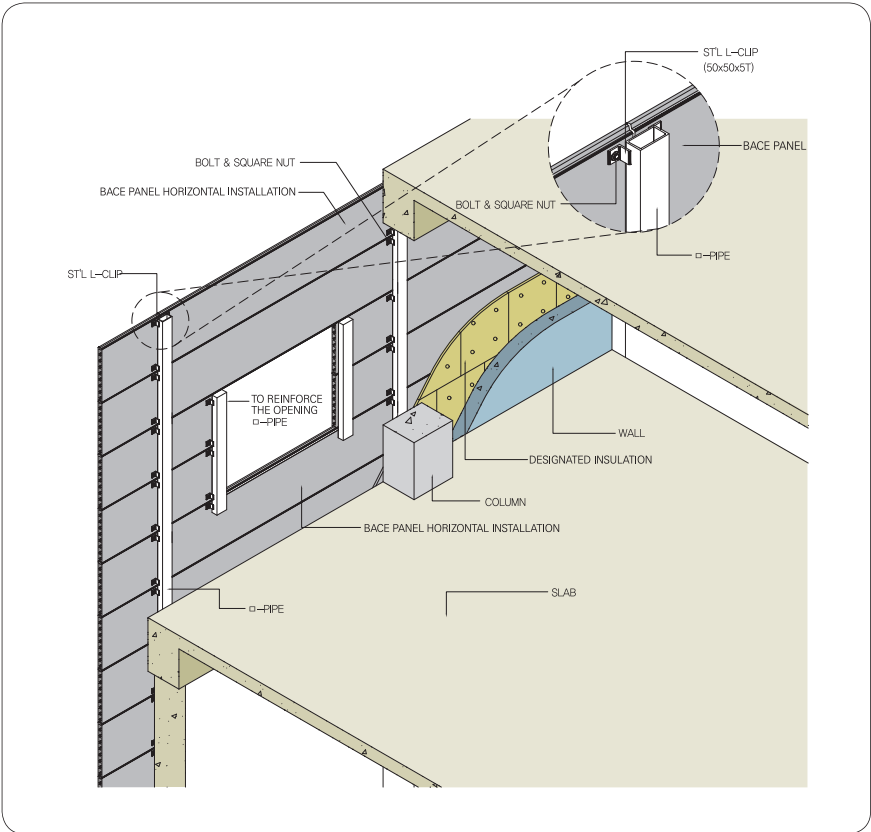 ST'L L-CLIP
(50x50x5T)
BACE PANEL
BOLT & SQUARE NUT
BACE PANEL HORIZONTAL INSTALLATION
BOLT & SQUARE NUT
□-PIPE
ST'L L-CLIP
TO REINFORCE
THE OPENING
□-PIPE
WALL
DESIGNATED INSULATION
COLUMN
BACE PANEL HORIZONTAL INSTALLATION
SLAB
□-PIPE